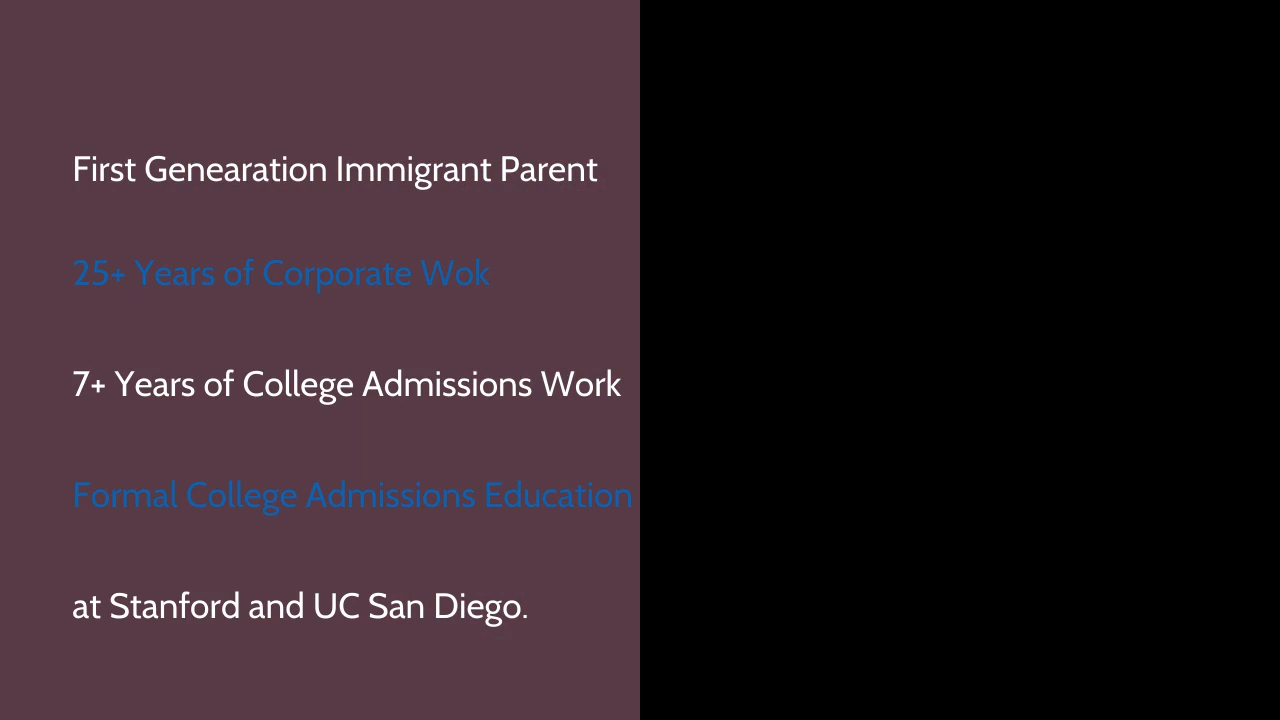 First Genearation Immigrant Parent
25+ Years of Corporate Wok
7+ Years of College Admissions Work
Formal College Admissions Education
at Stanford and UC San Diego.